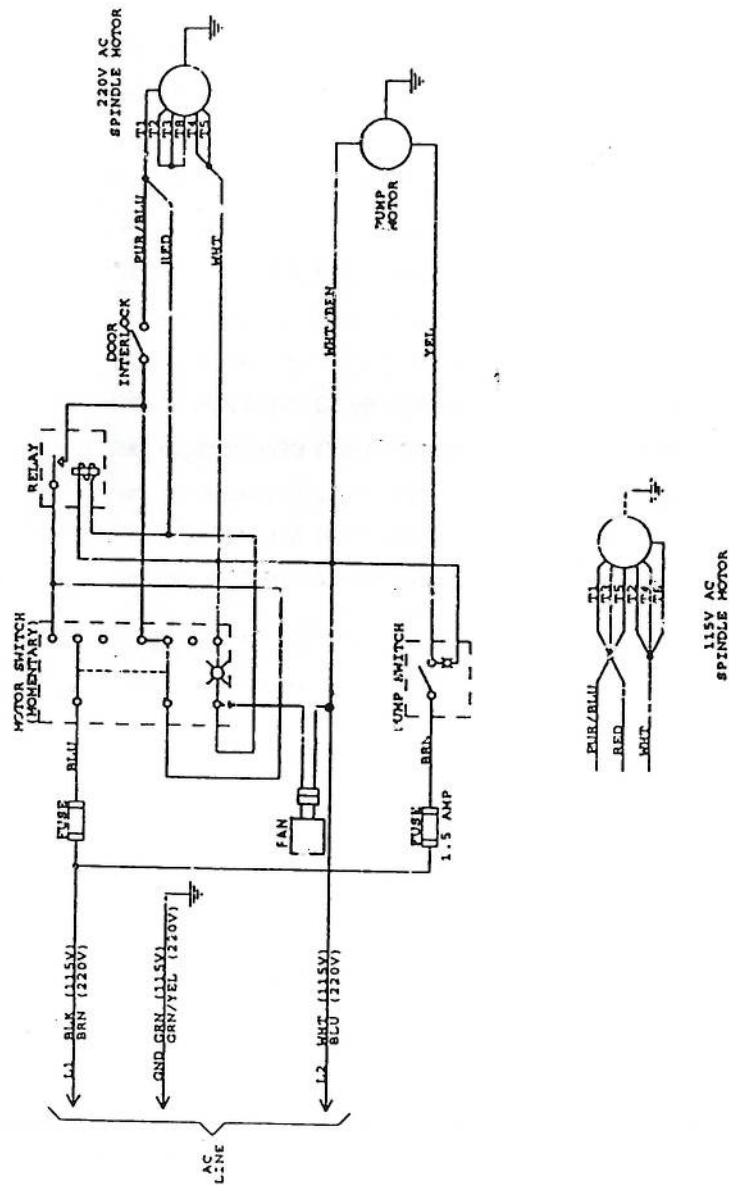 AC
LINE
L1 BLK (115V)
BRN (220V)
GND GRN (115V)
GRN/YEL (220V)
L2 WHT (115V)
BLU (220V)
FUSE
BLU
MOTOR SWITCH
(MOMENTARY)
RELAY
DOOR
INTERLOCK
PUR/BLU
RED
WHT
T1
T2
T3
T8
T4
T5
220V AC
SPINDLE MOTOR
FAN
FUSE
1.5 AMP
BRN
PUMP SWITCH
YEL
PUMP
MOTOR
PUR/BLU
RED
WHT
T1
T5
T2
T4
115V AC
SPINDLE MOTOR